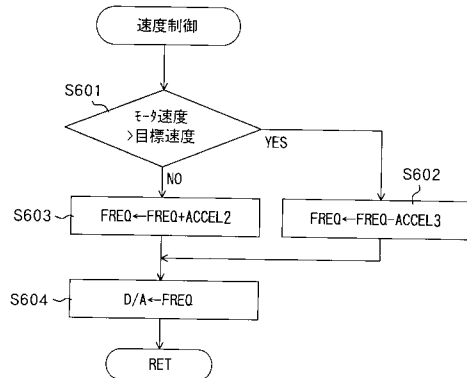 速度制御
S601
ﾓｰﾀ速度
>目標速度
YES
NO
S602
S603
FREQ←FREQ+ACCEL2
FREQ←FREQ-ACCEL3
S604
D/A←FREQ
RET